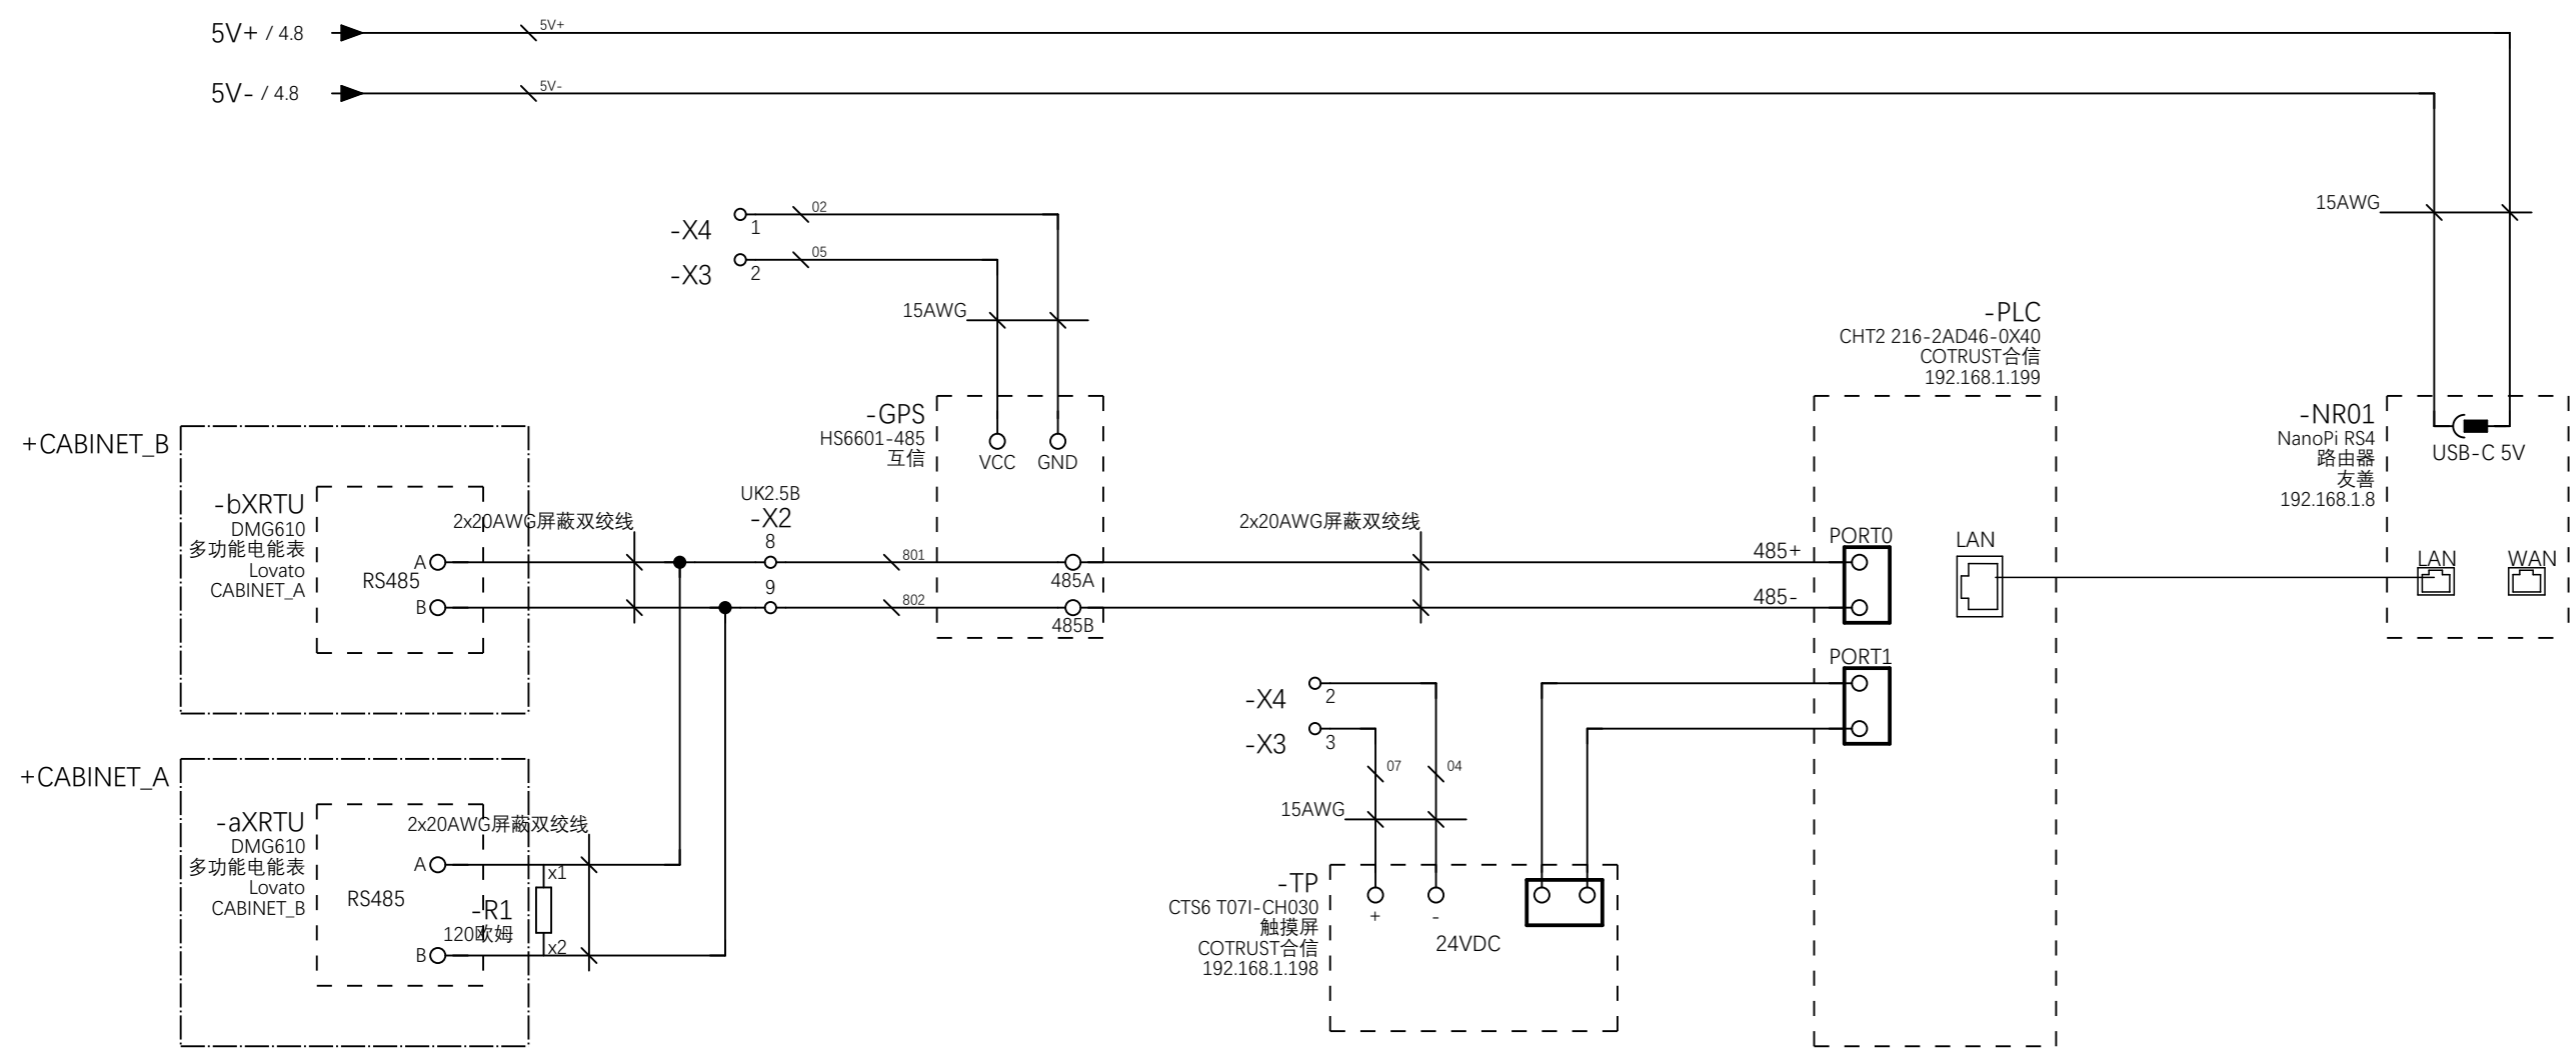 5V+ / 4.8
5V+
5V- / 4.8
5V-
-X4
1
02
-X3
2
05
15AWG
15AWG
-PLC
CHT2 216-2AD46-0X40
COTRUST合信
192.168.1.199
+CABINET_B
-bXRTU
DMG610
多功能电能表
Lovato
CABINET_A
RS485
A
B
2x20AWG屏蔽双绞线
UK2.5B
-X2
8
9
801
802
-GPS
HS6601-485
互信
VCC
GND
485A
485B
2x20AWG屏蔽双绞线
485+
485-
PORT0
LAN
PORT1
-NR01
NanoPi RS4
路由器
友善
192.168.1.8
USB-C 5V
LAN
WAN
+CABINET_A
-aXRTU
DMG610
多功能电能表
Lovato
CABINET_B
RS485
A
B
2x20AWG屏蔽双绞线
x1
-R1
120欧姆
x2
-X4
2
-X3
3
07
04
15AWG
-TP
CTS6 T07I-CH030
触摸屏
COTRUST合信
192.168.1.198
+
-
24VDC